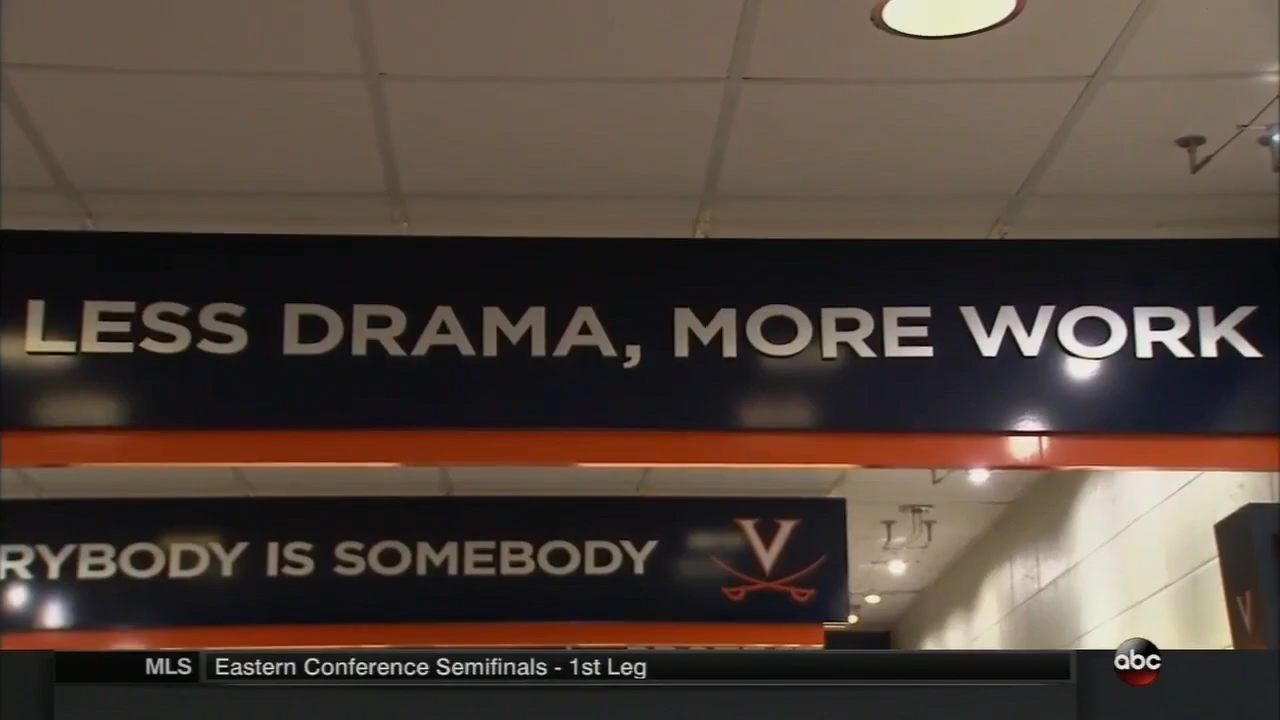 LESS DRAMA, MORE WORK
RYBODY IS SOMEBODY
V
V
MLS Eastern Conference Semifinals - 1st Leg
abc